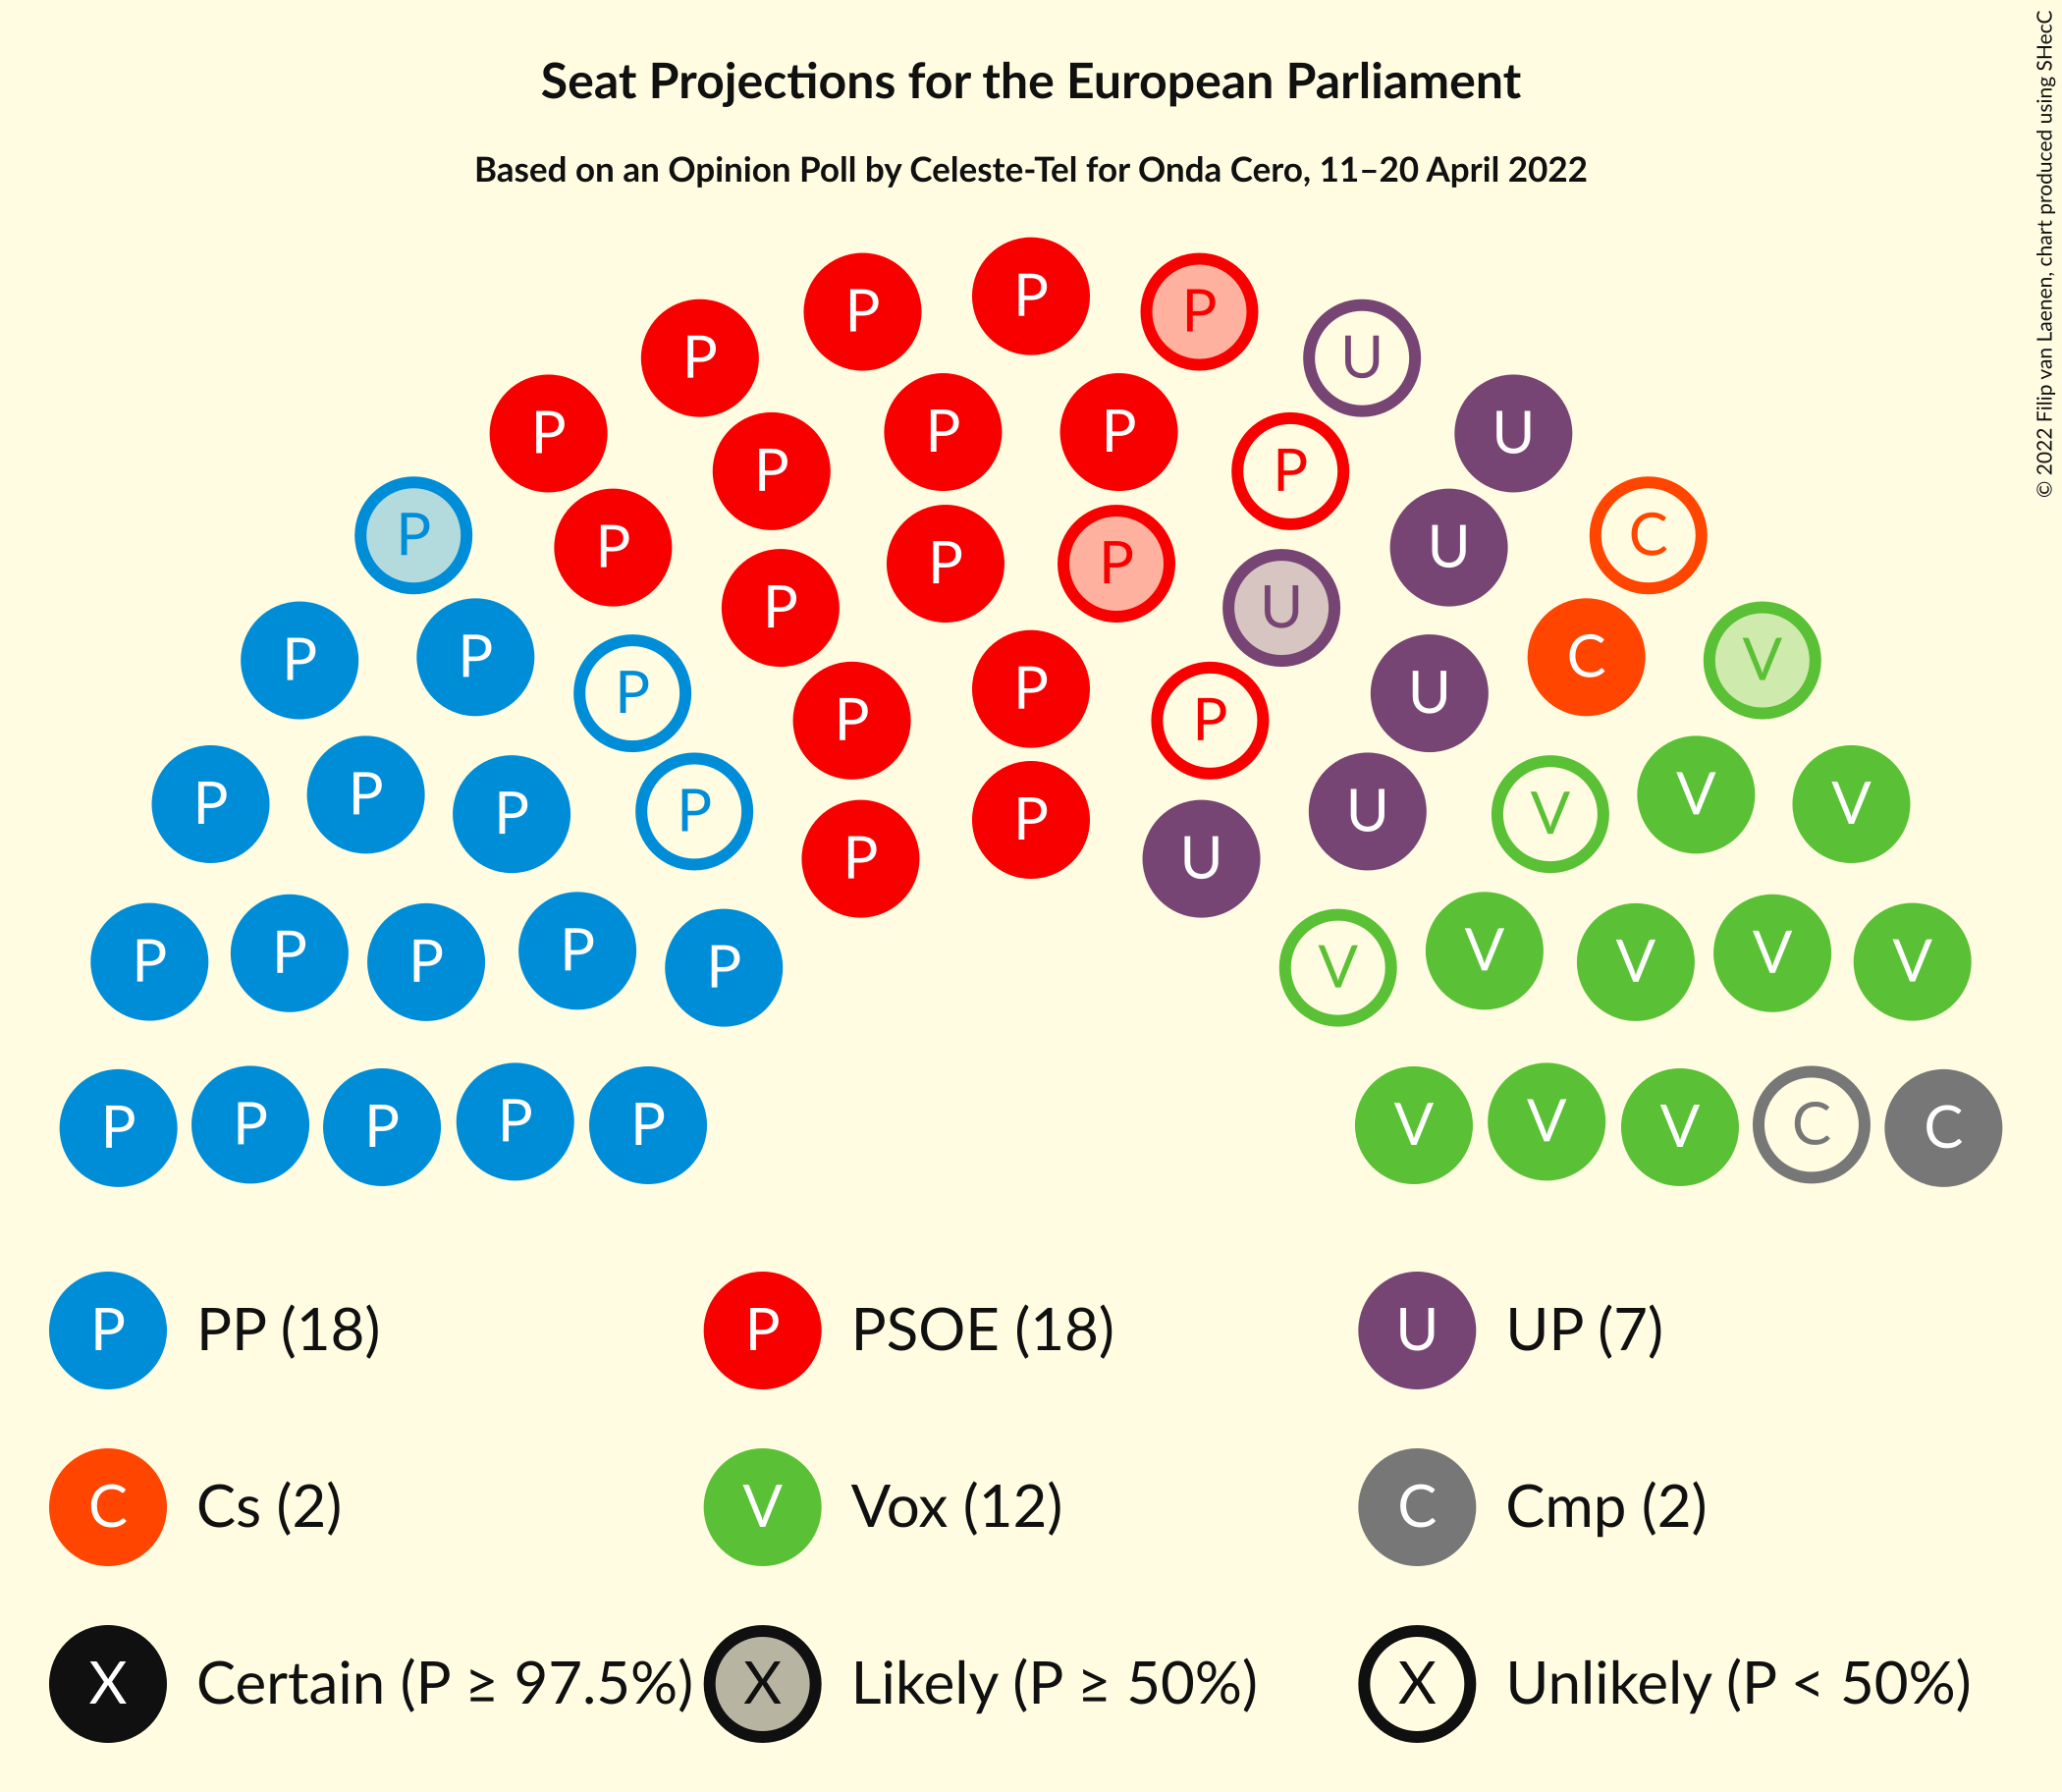 Seat Projections for the European Parliament
Based on an Opinion Poll by Celeste-Tel for Onda Cero, 11–20 April 2022
© 2022 Filip van Laenen, chart produced using SHecC
P
P P
P U
P P
P U
P P P
P C
P P U
P P U
P P V
P C
P U
P P P
P P V V
P P V
P U
P
P U
P P V V V V
P P V V
P P V V
P P P P P V V V C C
P PP (18) P PSOE (18) U UP (7)
C Cs (2) V Vox (12) C Cmp (2)
X Certain (P ≥ 97.5%) X Likely (P ≥ 50%) X Unlikely (P < 50%)